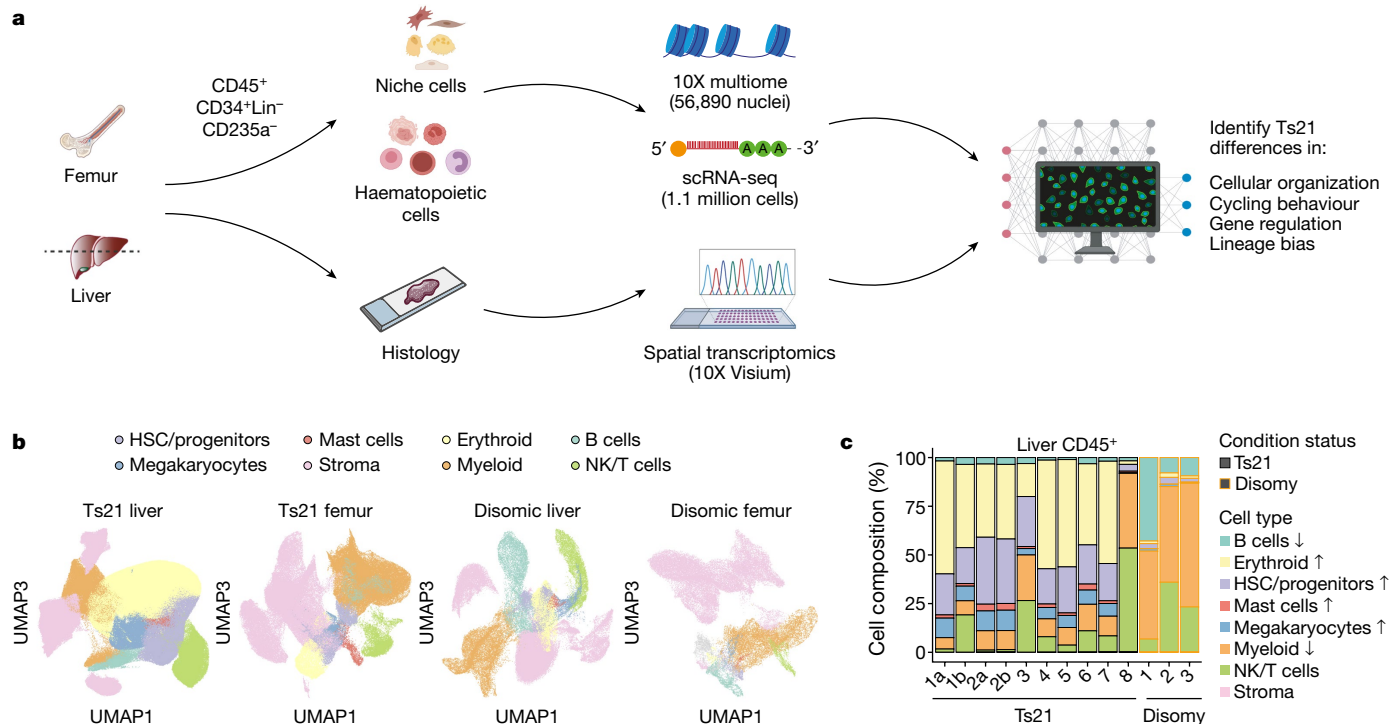 a
Femur
Liver
CD45+
CD34+Lin−
CD235a−
Niche cells
Haematopoietic
cells
Histology
10X multiome
(56,890 nuclei)
5′ A A A - -3′
scRNA-seq
(1.1 million cells)
Spatial transcriptomics
(10X Visium)
Identify Ts21
differences in:
Cellular organization
Cycling behaviour
Gene regulation
Lineage bias
b
HSC/progenitors Mast cells Erythroid B cells
Megakaryocytes Stroma Myeloid NK/T cells
Ts21 liver Ts21 femur Disomic liver Disomic femur
UMAP3 UMAP3 UMAP3 UMAP3
UMAP1 UMAP1 UMAP1 UMAP1
c
Liver CD45+
Cell composition (%)
100
75
50
25
0
1a 1b 2a 2b 3 4 5 6 7 8 1 2 3
Ts21 Disomy
Condition status
Ts21
Disomy
Cell type
B cells ↓
Erythroid ↑
HSC/progenitors ↑
Mast cells ↑
Megakaryocytes ↑
Myeloid ↓
NK/T cells
Stroma